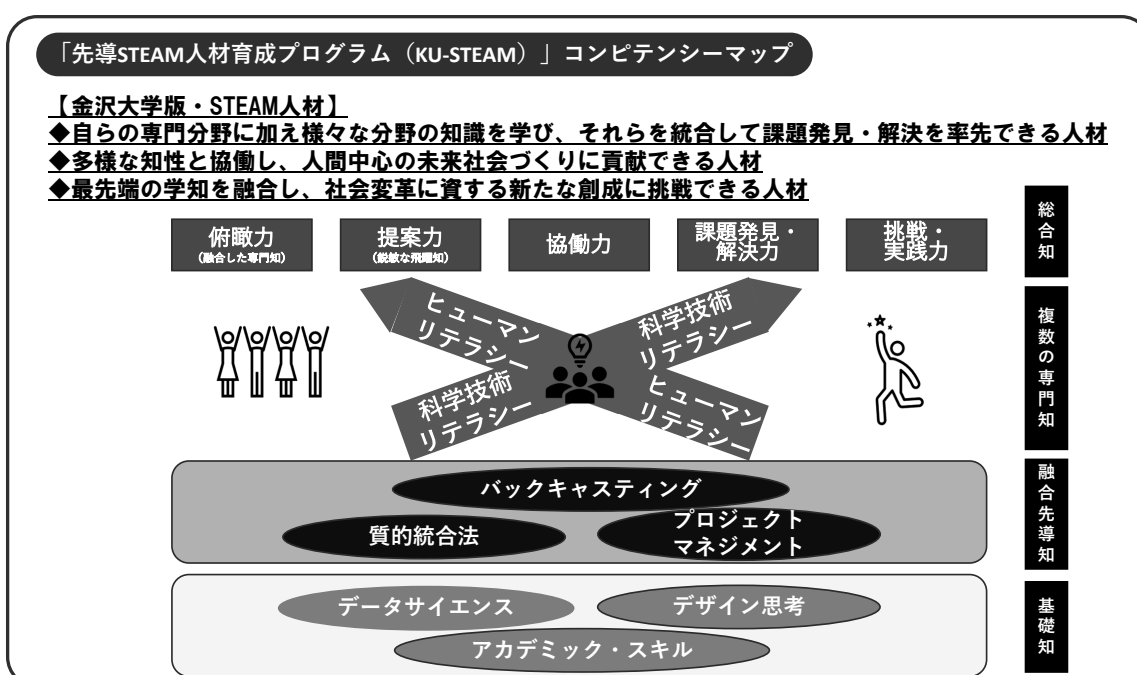 「先導STEAM人材育成プログラム（KU-STEAM）」コンピテンシーマップ
【金沢大学版・STEAM人材】
◆自らの専門分野に加え様々な分野の知識を学び、それらを統合して課題発見・解決を率先できる人材
◆多様な知性と協働し、人間中心の未来社会づくりに貢献できる人材
◆最先端の学知を融合し、社会変革に資する新たな創成に挑戦できる人材
俯瞰力
（融合した専門知）
提案力
（鋭敏な飛躍知）
協働力
課題発見・
解決力
挑戦・
実践力
総合知
ヒューマン
リテラシー
科学技術
リテラシー
科学技術
リテラシー
ヒューマン
リテラシー
複数の専門知
バックキャスティング
質的統合法
プロジェクト
マネジメント
融合先導知
データサイエンス
デザイン思考
アカデミック・スキル
基礎知